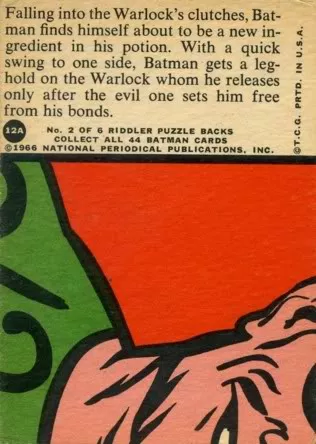 Falling into the Warlock's clutches, Bat-
man finds himself about to be a new in-
gredient in his potion. With a quick
swing to one side, Batman gets a leg-
hold on the Warlock whom he releases
only after the evil one sets him free
from his bonds.
12A
No. 2 OF 6 RIDDLER PUZZLE BACKS
COLLECT ALL 44 BATMAN CARDS
©1966 NATIONAL PERIODICAL PUBLICATIONS, INC.
©T.C.G. PRTD. IN U.S.A.